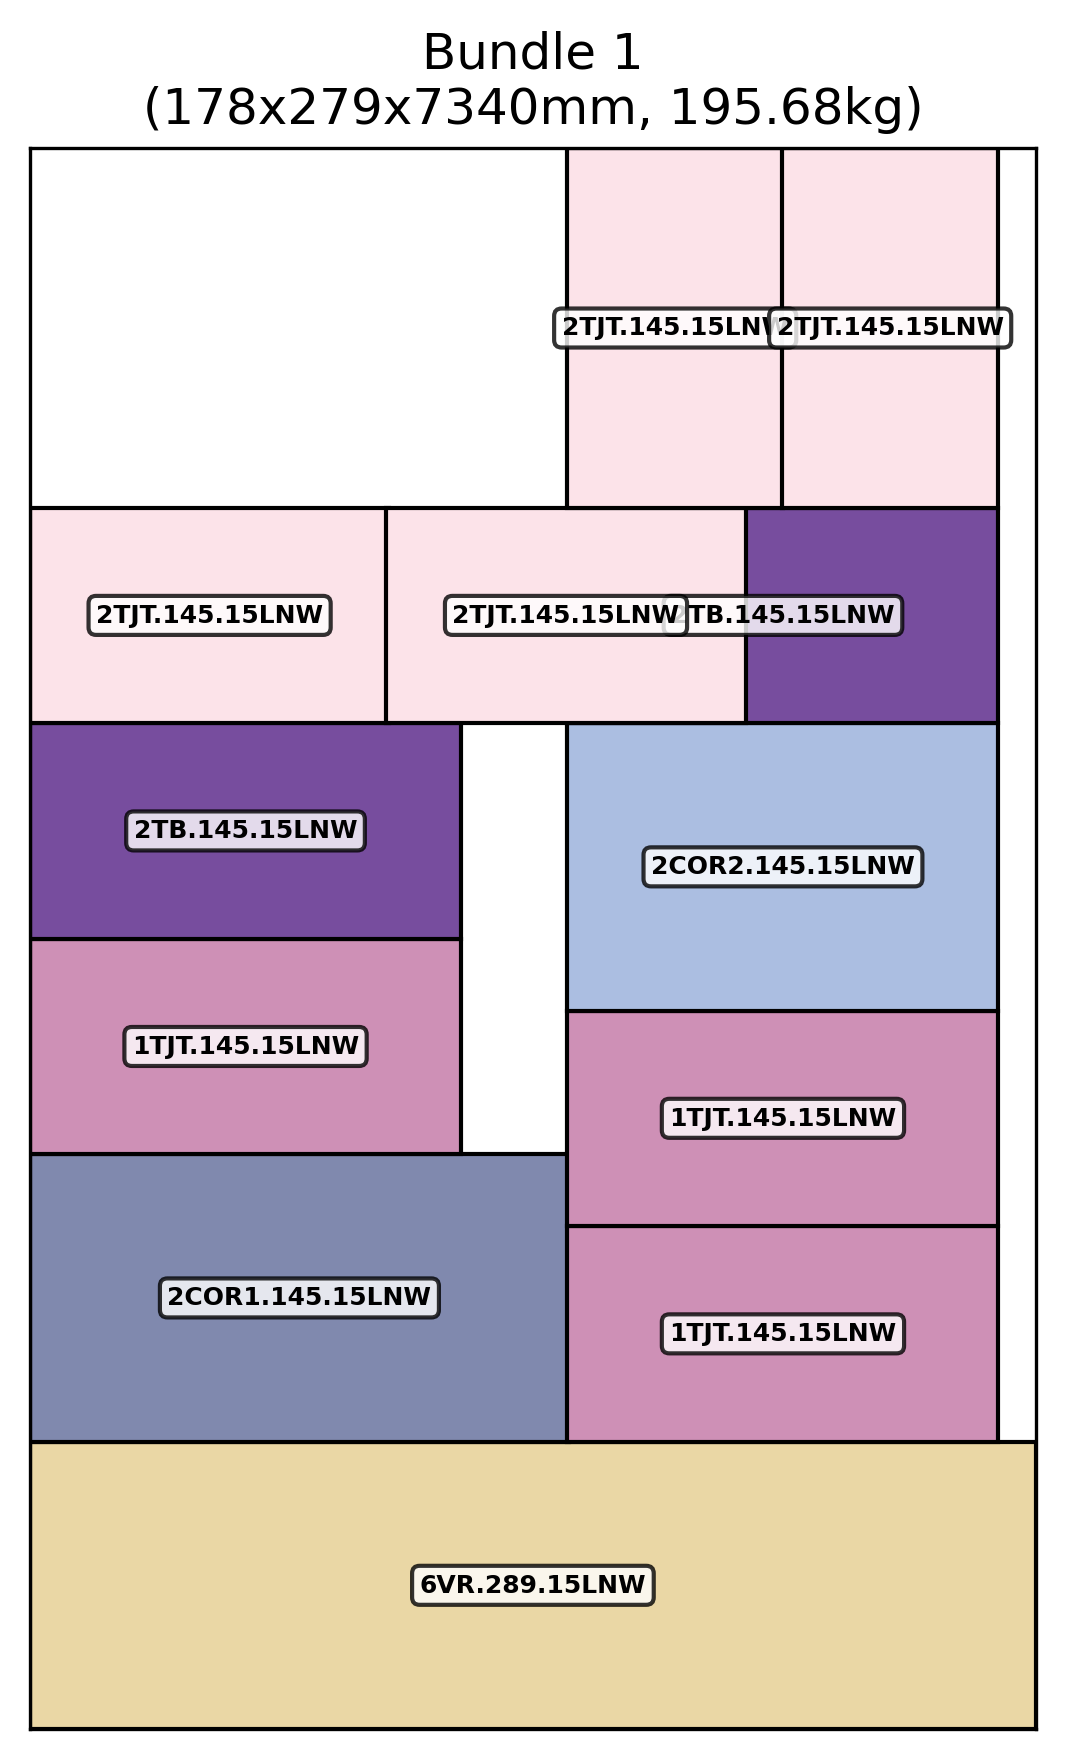 Bundle 1
(178x279x7340mm, 195.68kg)
2TJT.145.15LNW 2TJT.145.15LNW
2TJT.145.15LNW 2TJT.145.15LNW 2TB.145.15LNW
2TB.145.15LNW
2COR2.145.15LNW
1TJT.145.15LNW
1TJT.145.15LNW
2COR1.145.15LNW
1TJT.145.15LNW
6VR.289.15LNW